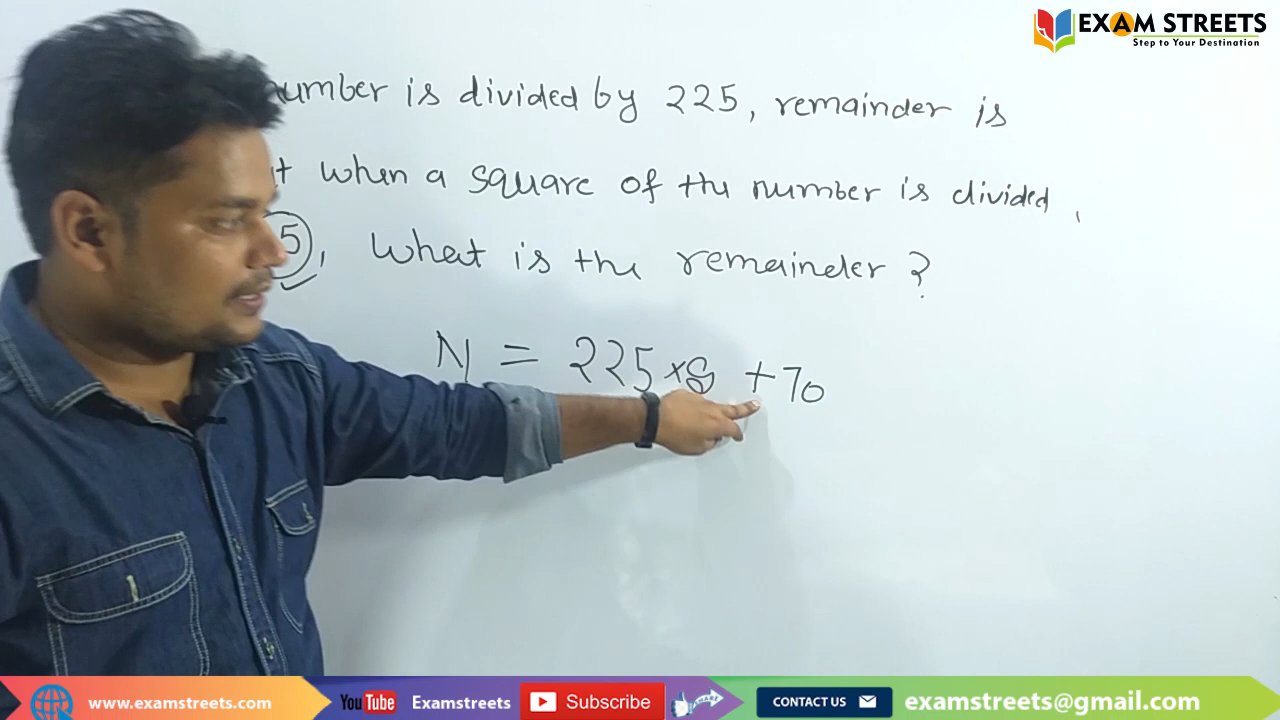 EXAM STREETS
Step to Your Destination
number is divided by 225, remainder is
when a square of the number is divided,
5, What is the remainder ?
N = 225 × 8 + 70
www.examstreets.com YouTube Examstreets Subscribe SHARE CONTACT US examstreets@gmail.com